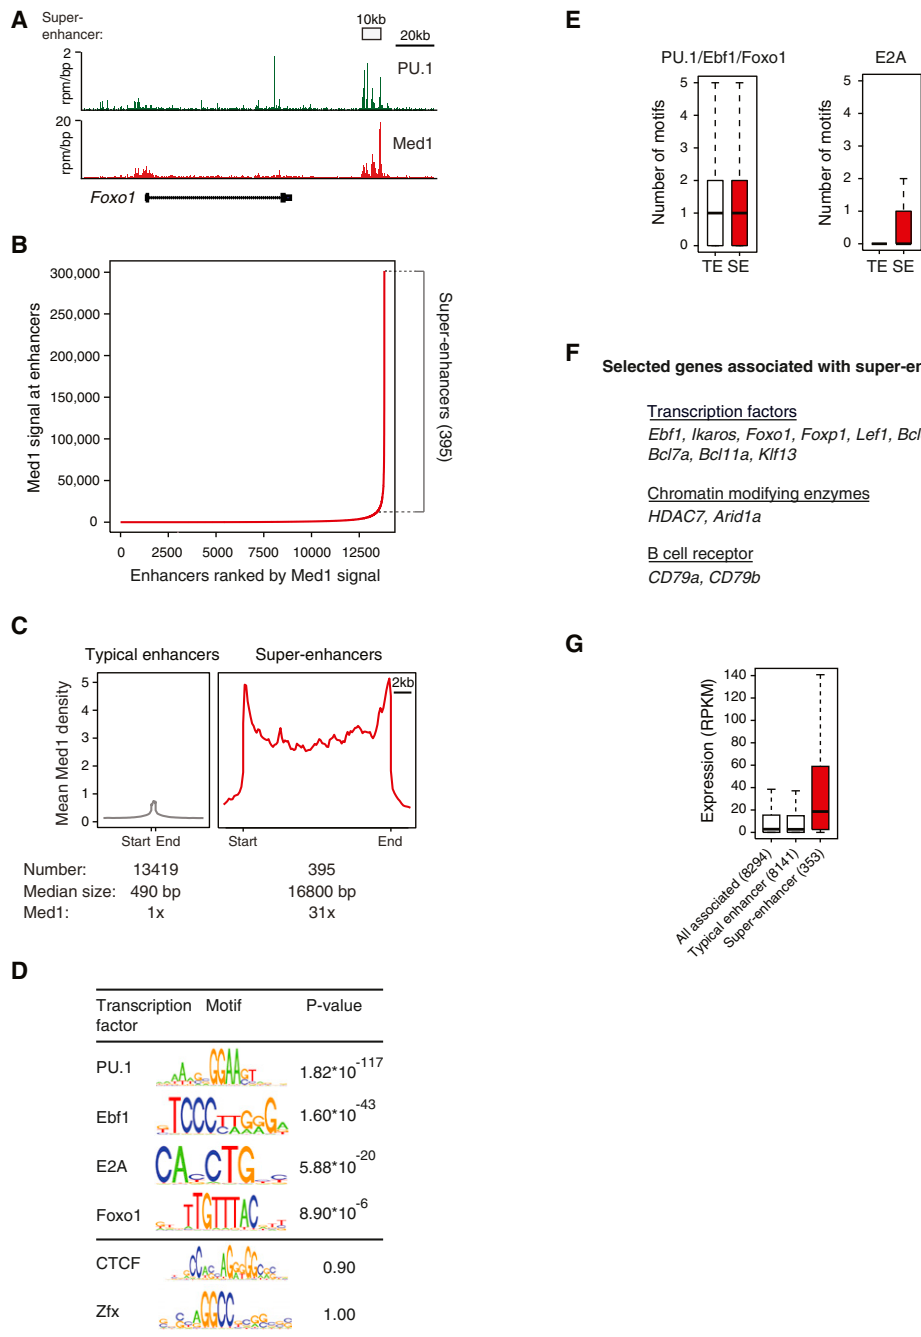 A
Super-
enhancer:
10kb
20kb
2
0
rpm/bp
PU.1
20
0
rpm/bp
Med1
Foxo1
B
Med1 signal at enhancers
300,000
250,000
200,000
150,000
100,000
50,000
0
0 2500 5000 7500 10000 12500
Enhancers ranked by Med1 signal
Super-enhancers (395)
C
Typical enhancers Super-enhancers
2kb
Mean Med1 density
5
4
3
2
1
0
Start End Start End
Number: 13419 395
Median size: 490 bp 16800 bp
Med1: 1x 31x
D
Transcription Motif P-value
factor
PU.1 1.82*10^-117
Ebf1 1.60*10^-43
E2A 5.88*10^-20
Foxo1 8.90*10^-6
CTCF 0.90
Zfx 1.00
E
PU.1/Ebf1/Foxo1
Number of motifs
5
4
3
2
1
0
TE SE
E2A
Number of motifs
5
4
3
2
1
0
TE SE
F
Selected genes associated with super-en
Transcription factors
Ebf1, Ikaros, Foxo1, Foxp1, Lef1, Bcl
Bcl7a, Bcl11a, Klf13
Chromatin modifying enzymes
HDAC7, Arid1a
B cell receptor
CD79a, CD79b
G
Expression (RPKM)
140
120
100
80
60
40
20
0
All associated (8294)
Typical enhancer (8141)
Super-enhancer (353)